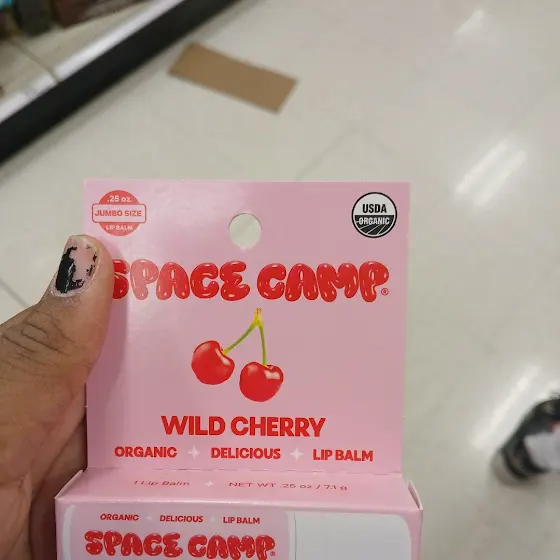 .25 oz.
JUMBO SIZE
LIP BALM
USDA
ORGANIC
SPACE CAMP®
WILD CHERRY
ORGANIC DELICIOUS LIP BALM
1 Lip Balm NET WT .25 oz / 7.1 g
ORGANIC DELICIOUS LIP BALM
SPACE CAMP®